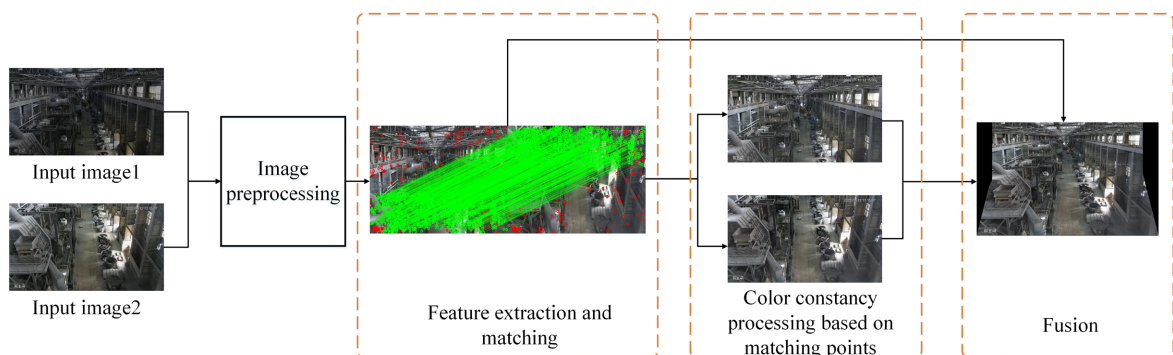 Input image1
Input image2
Image
preprocessing
Feature extraction and
matching
Color constancy
processing based on
matching points
Fusion